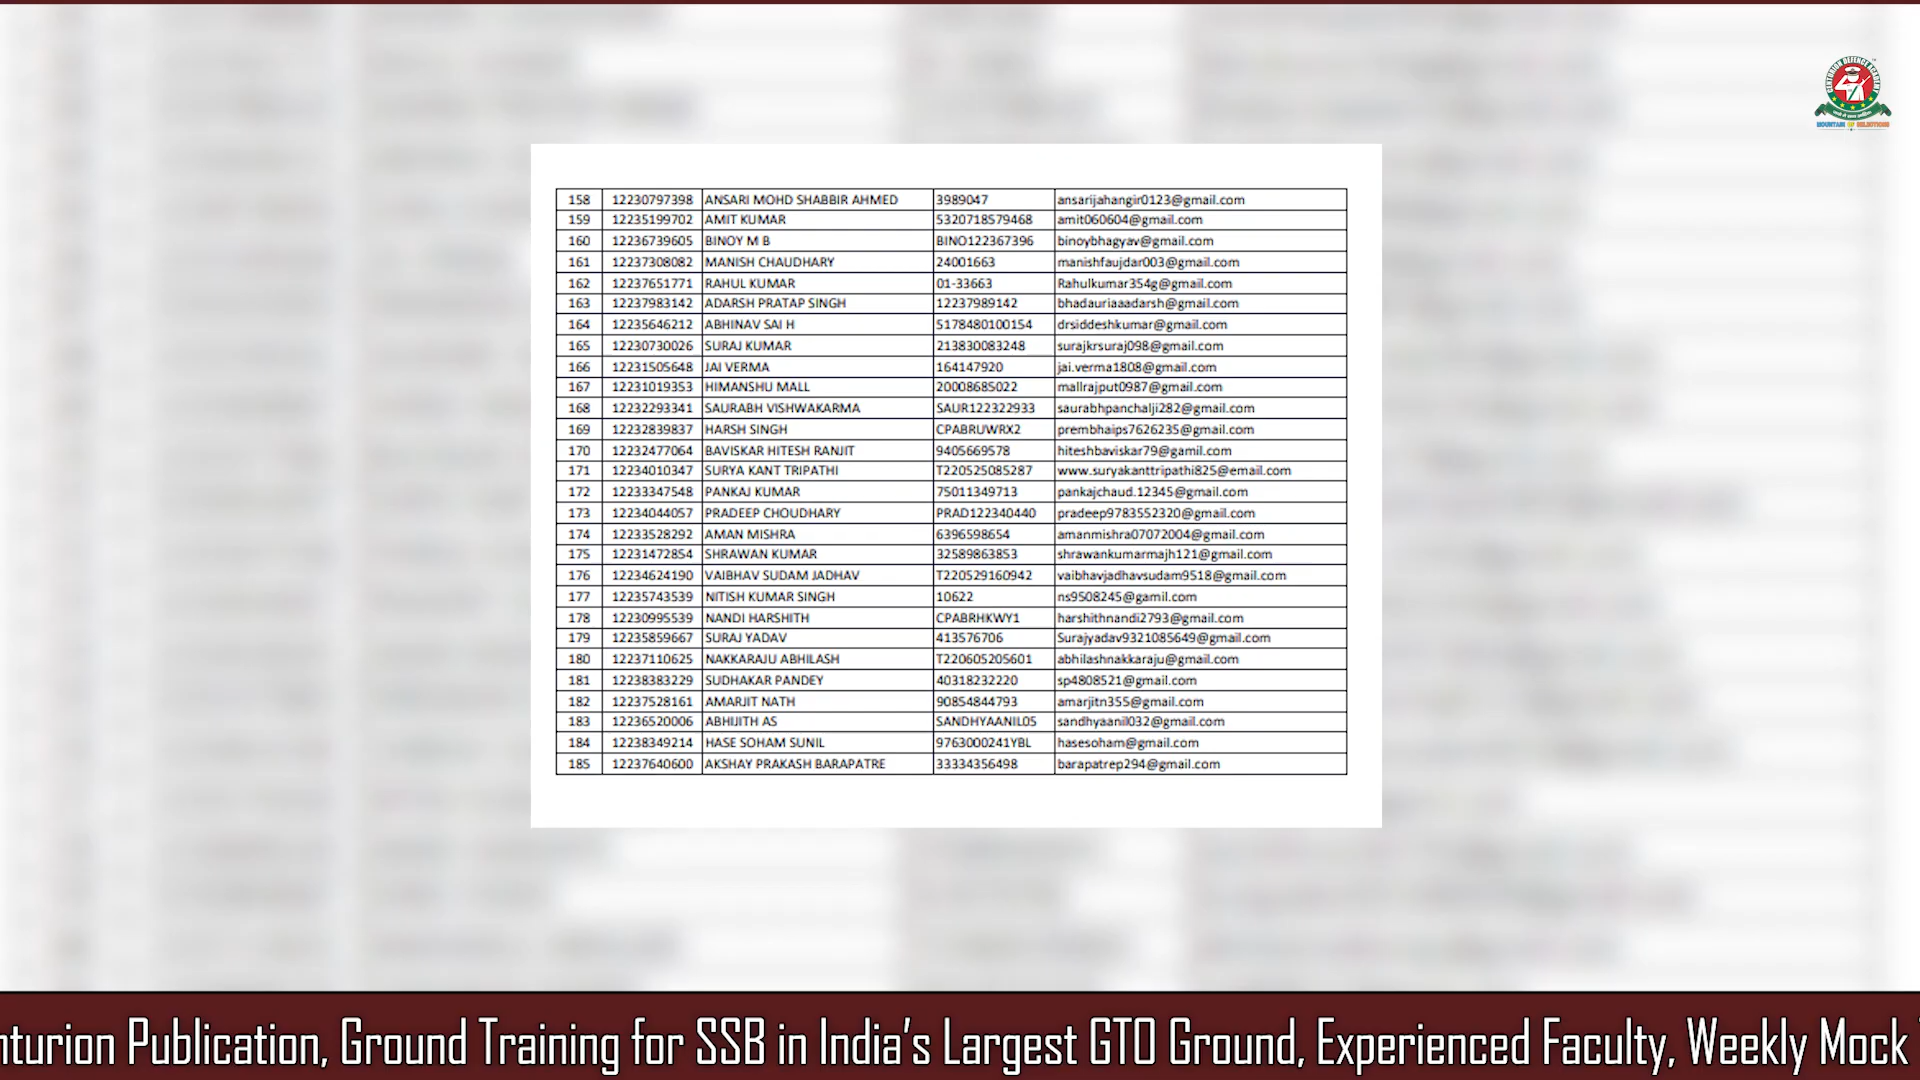 CENTURION DEFENCE ACADEMY
MOUNTAIN OF SELECTIONS
158 12230797398 ANSARI MOHD SHABBIR AHMED 3989047 ansarijahangir0123@gmail.com
159 12235199702 AMIT KUMAR 5320718579468 amit060604@gmail.com
160 12236739605 BINOY M B BINO122367396 binoybhagyav@gmail.com
161 12237308082 MANISH CHAUDHARY 24001663 manishfaujdar003@gmail.com
162 12237651771 RAHUL KUMAR 01-33663 Rahulkumar354g@gmail.com
163 12237983142 ADARSH PRATAP SINGH 12237989142 bhadauriaaadarsh@gmail.com
164 12235646212 ABHINAV SAI H 5178480100154 drsiddeshkumar@gmail.com
165 12230730026 SURAJ KUMAR 213830083248 surajkrsuraj098@gmail.com
166 12231505648 JAI VERMA 164147920 jai.verma1808@gmail.com
167 12231019353 HIMANSHU MALL 20008685022 mallrajput0987@gmail.com
168 12232293341 SAURABH VISHWAKARMA SAUR122322933 saurabhpanchalji282@gmail.com
169 12232839837 HARSH SINGH CPABRUWRX2 prembhaips7626235@gmail.com
170 12232477064 BAVISKAR HITESH RANJIT 9405669578 hiteshbaviskar79@gamil.com
171 12234010347 SURYA KANT TRIPATHI T220525085287 www.suryakanttripathi825@email.com
172 12233347548 PANKAJ KUMAR 75011349713 pankajchaud.12345@gmail.com
173 12234044057 PRADEEP CHOUDHARY PRAD122340440 pradeep9783552320@gmail.com
174 12233528292 AMAN MISHRA 6396598654 amanmishra07072004@gmail.com
175 12231472854 SHRAWAN KUMAR 32589863853 shrawankumarmajh121@gmail.com
176 12234624190 VAIBHAV SUDAM JADHAV T220529160942 vaibhavjadhavsudam9518@gmail.com
177 12235743539 NITISH KUMAR SINGH 10622 ns9508245@gamil.com
178 12230995539 NANDI HARSHITH CPABRHKWY1 harshithnandi2793@gmail.com
179 12235859667 SURAJ YADAV 413576706 Surajyadav9321085649@gmail.com
180 12237110625 NAKKARAJU ABHILASH T220605205601 abhilashnakkaraju@gmail.com
181 12238383229 SUDHAKAR PANDEY 40318232220 sp4808521@gmail.com
182 12237528161 AMARJIT NATH 90854844793 amarjitn355@gmail.com
183 12236520006 ABHIJITH AS SANDHYAANIL05 sandhyaanil032@gmail.com
184 12238349214 HASE SOHAM SUNIL 9763000241YBL hasesoham@gmail.com
185 12237640600 AKSHAY PRAKASH BARAPATRE 33334356498 barapatrep294@gmail.com
nturion Publication, Ground Training for SSB in India's Largest GTO Ground, Experienced Faculty, Weekly Mock